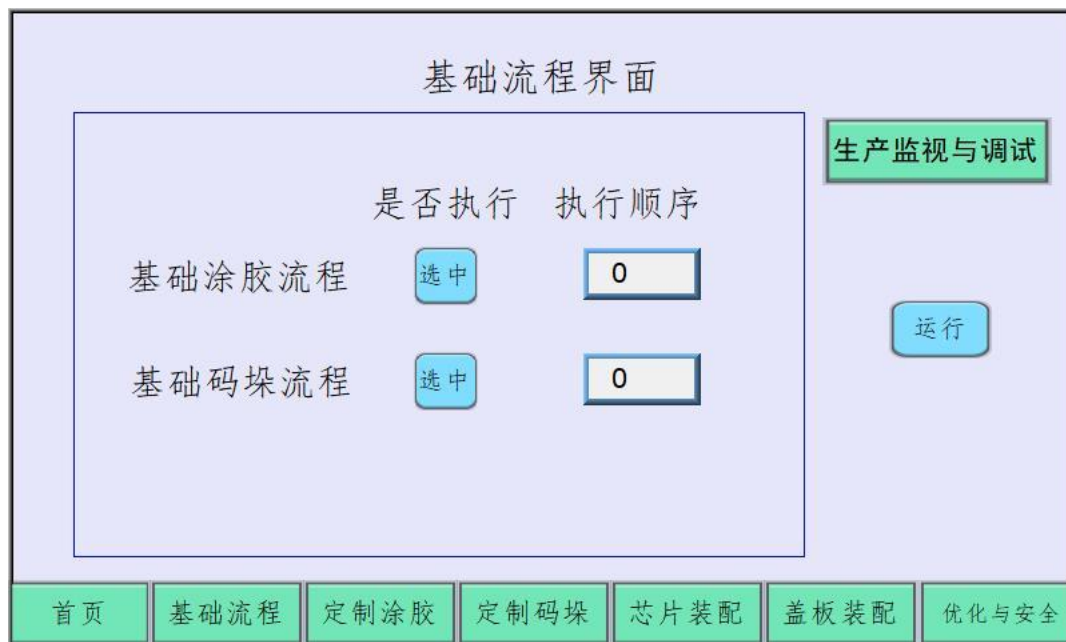 基础流程界面
生产监视与调试
是否执行 执行顺序
基础涂胶流程 选中 0
运行
基础码垛流程 选中 0
首页 基础流程 定制涂胶 定制码垛 芯片装配 盖板装配 优化与安全